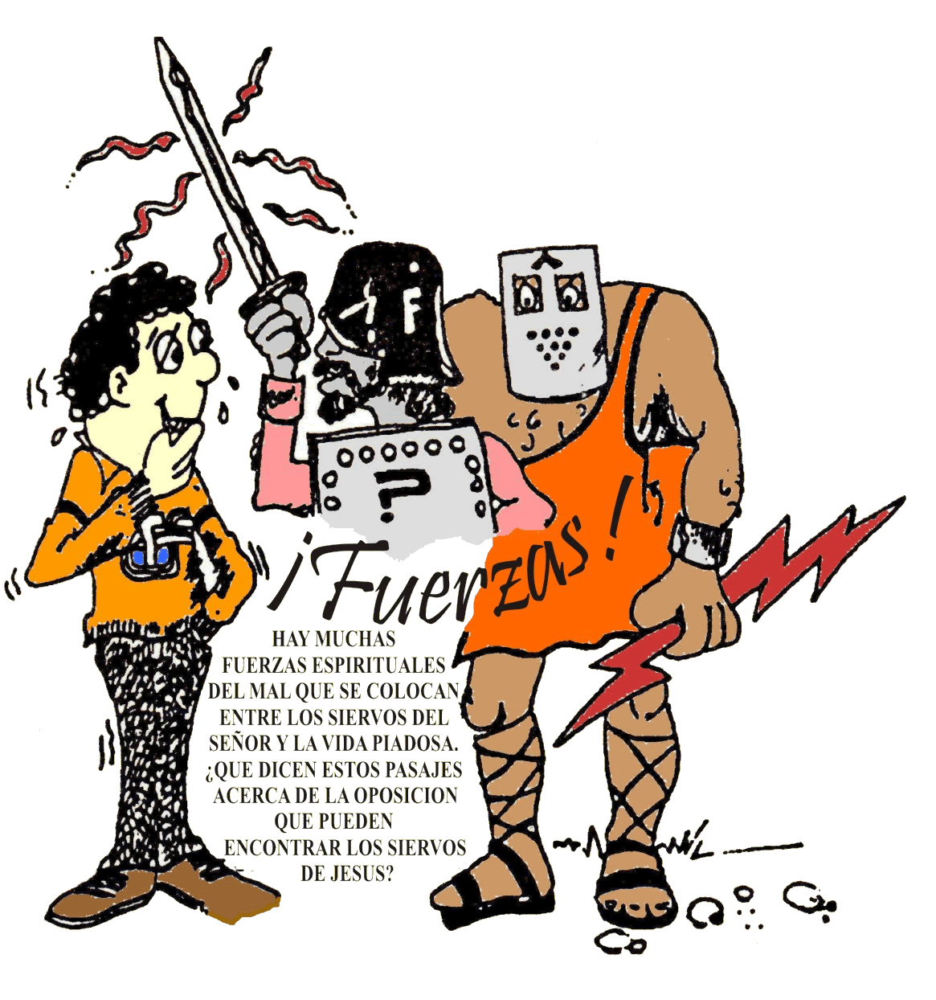 F
?
¡Fuerzas!
HAY MUCHAS
FUERZAS ESPIRITUALES
DEL MAL QUE SE COLOCAN
ENTRE LOS SIERVOS DEL
SEÑOR Y LA VIDA PIADOSA.
¿QUE DICEN ESTOS PASAJES
ACERCA DE LA OPOSICION
QUE PUEDEN
ENCONTRAR LOS SIERVOS
DE JESUS?